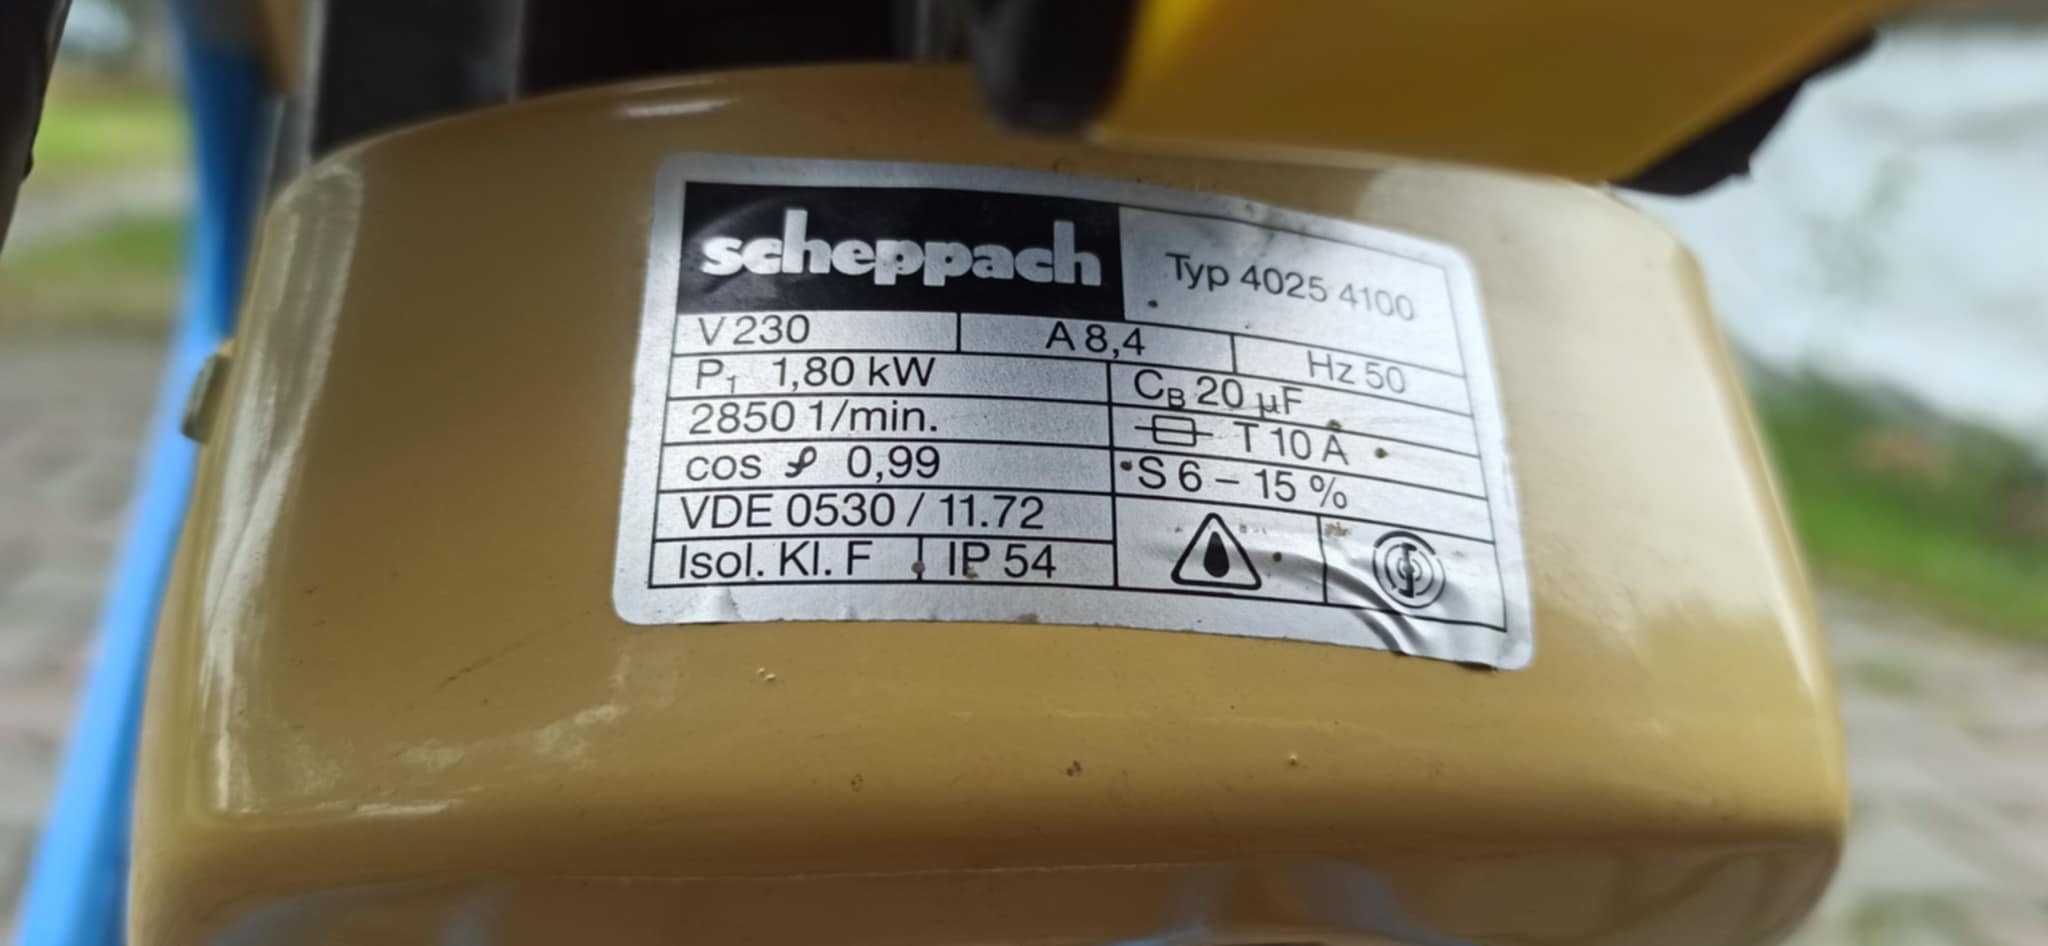 scheppach
Typ 4025 4100
V 230 A 8,4 Hz 50
P₁ 1,80 kW C_B 20 µF
2850 1/min. T 10 A
cos φ 0,99 S 6 – 15 %
VDE 0530 / 11.72
Isol. Kl. F IP 54